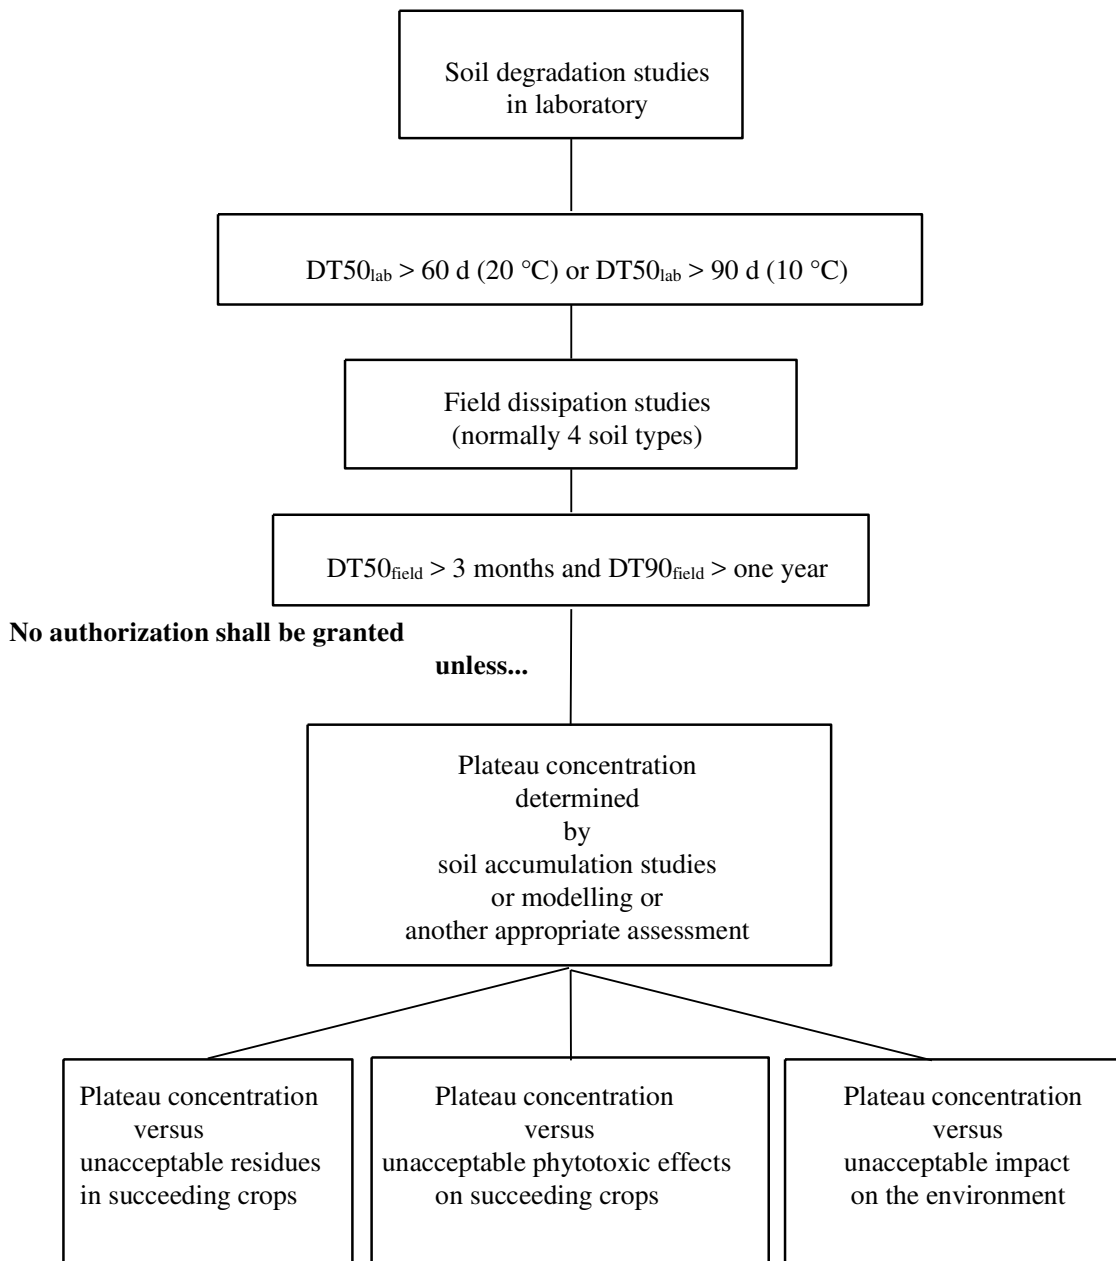 Soil degradation studies
in laboratory
DT50lab > 60 d (20 °C) or DT50lab > 90 d (10 °C)
Field dissipation studies
(normally 4 soil types)
DT50field > 3 months and DT90field > one year
No authorization shall be granted
unless...
Plateau concentration
determined
by
soil accumulation studies
or modelling or
another appropriate assessment
Plateau concentration
versus
unacceptable residues
in succeeding crops
Plateau concentration
versus
unacceptable phytotoxic effects
on succeeding crops
Plateau concentration
versus
unacceptable impact
on the environment